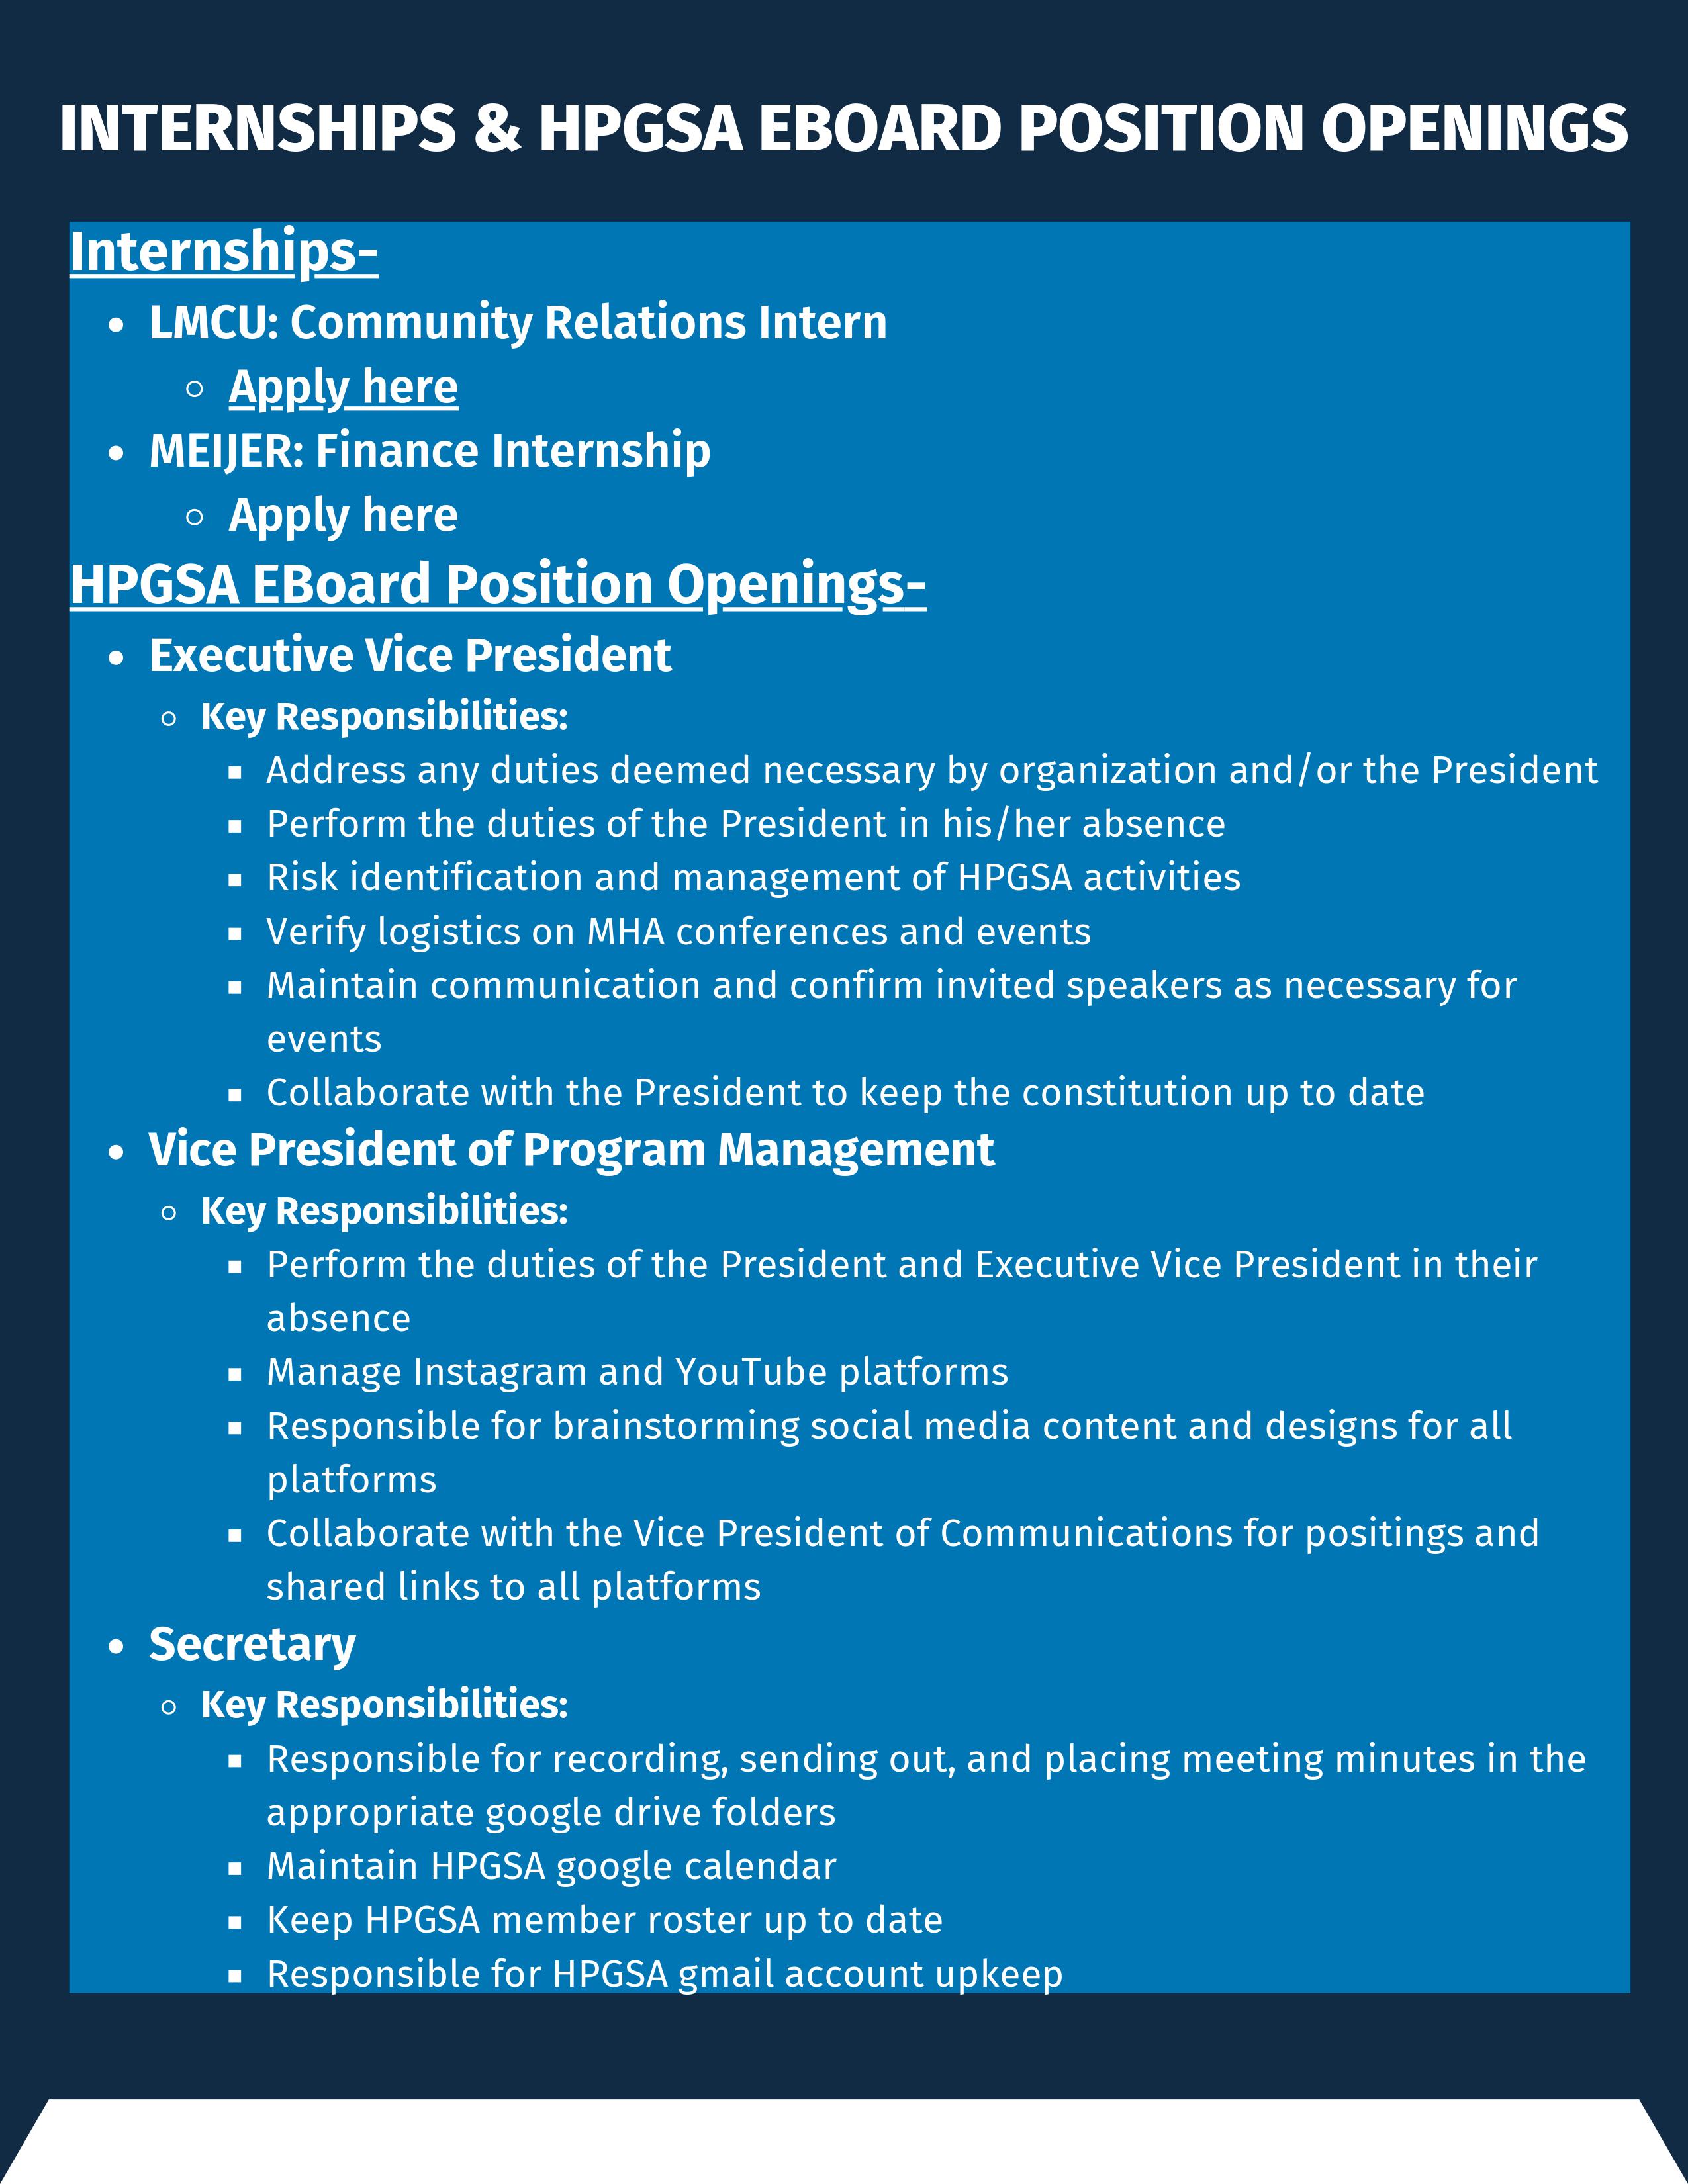 INTERNSHIPS & HPGSA EBOARD POSITION OPENINGS
Internships-
LMCU: Community Relations Intern
Apply here
MEIJER: Finance Internship
Apply here
HPGSA EBoard Position Openings-
Executive Vice President
Key Responsibilities:
Address any duties deemed necessary by organization and/or the President
Perform the duties of the President in his/her absence
Risk identification and management of HPGSA activities
Verify logistics on MHA conferences and events
Maintain communication and confirm invited speakers as necessary for
events
Collaborate with the President to keep the constitution up to date
Vice President of Program Management
Key Responsibilities:
Perform the duties of the President and Executive Vice President in their
absence
Manage Instagram and YouTube platforms
Responsible for brainstorming social media content and designs for all
platforms
Collaborate with the Vice President of Communications for positings and
shared links to all platforms
Secretary
Key Responsibilities:
Responsible for recording, sending out, and placing meeting minutes in the
appropriate google drive folders
Maintain HPGSA google calendar
Keep HPGSA member roster up to date
Responsible for HPGSA gmail account upkeep